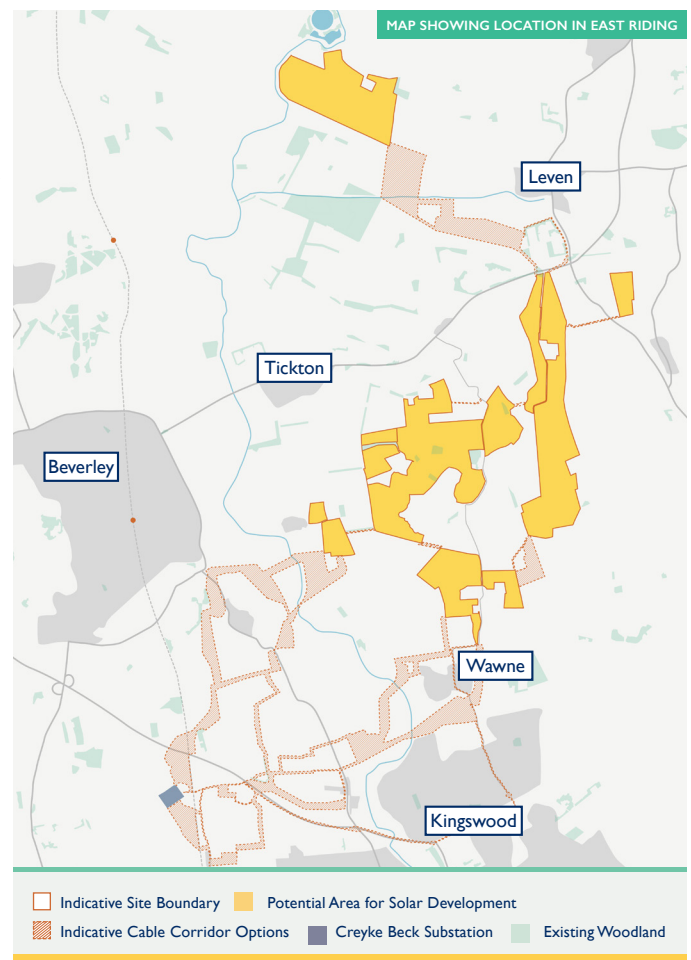 MAP SHOWING LOCATION IN EAST RIDING
Leven
Tickton
Beverley
Wawne
Kingswood
Indicative Site Boundary
Potential Area for Solar Development
Indicative Cable Corridor Options
Creyke Beck Substation
Existing Woodland